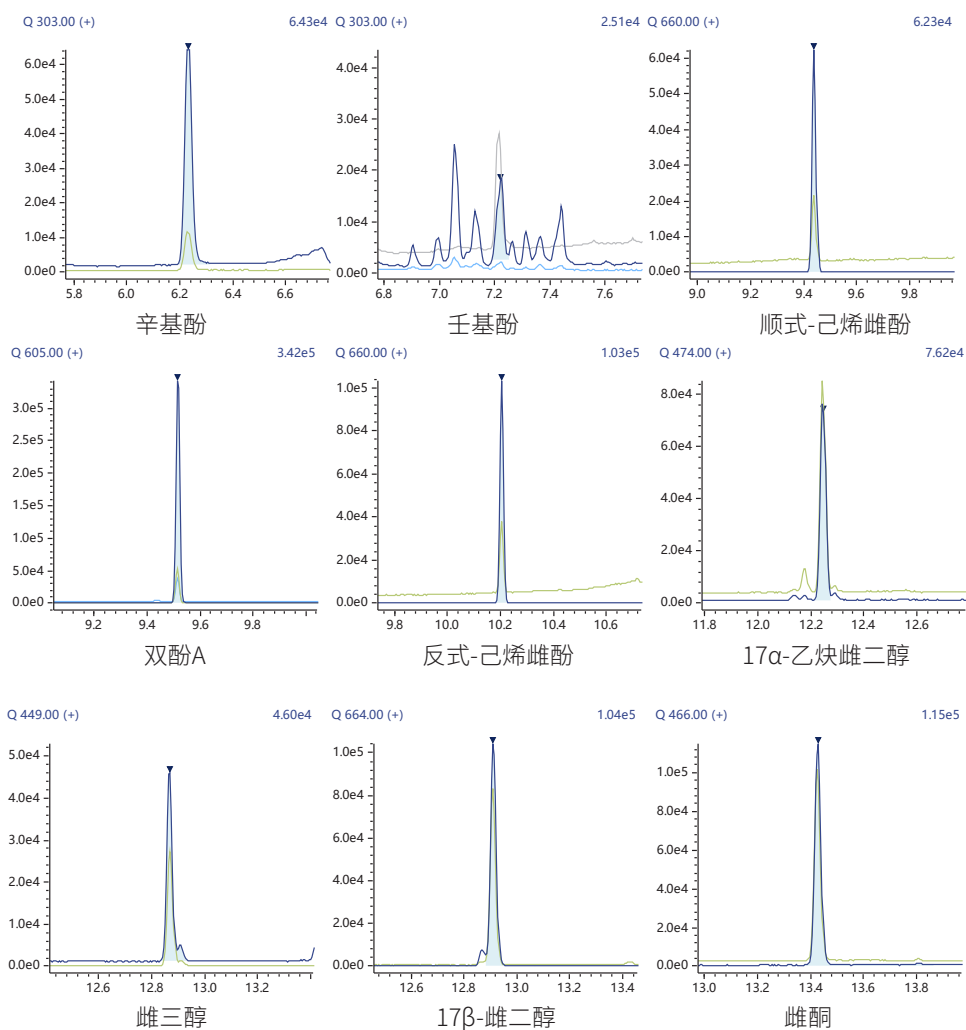 Q 303.00 (+) 6.43e4
6.0e4
5.0e4
4.0e4
3.0e4
2.0e4
1.0e4
0.0e0
5.8 6.0 6.2 6.4 6.6
辛基酚
Q 303.00 (+) 2.51e4
4.0e4
3.0e4
2.0e4
1.0e4
0.0e0
6.8 7.0 7.2 7.4 7.6
壬基酚
Q 660.00 (+) 6.23e4
6.0e4
5.0e4
4.0e4
3.0e4
2.0e4
1.0e4
0.0e0
9.0 9.2 9.4 9.6 9.8
顺式-己烯雌酚
Q 605.00 (+) 3.42e5
3.0e5
2.5e5
2.0e5
1.5e5
1.0e5
5.0e4
0.0e0
9.2 9.4 9.6 9.8
双酚A
Q 660.00 (+) 1.03e5
1.0e5
8.0e4
6.0e4
4.0e4
2.0e4
0.0e0
9.8 10.0 10.2 10.4 10.6
反式-己烯雌酚
Q 474.00 (+) 7.62e4
8.0e4
6.0e4
4.0e4
2.0e4
0.0e0
11.8 12.0 12.2 12.4 12.6
17α-乙炔雌二醇
Q 449.00 (+) 4.60e4
5.0e4
4.0e4
3.0e4
2.0e4
1.0e4
0.0e0
12.6 12.8 13.0 13.2
雌三醇
Q 664.00 (+) 1.04e5
1.0e5
8.0e4
6.0e4
4.0e4
2.0e4
0.0e0
12.6 12.8 13.0 13.2 13.4
17β-雌二醇
Q 466.00 (+) 1.15e5
1.0e5
8.0e4
6.0e4
4.0e4
2.0e4
0.0e0
13.0 13.2 13.4 13.6 13.8
雌酮